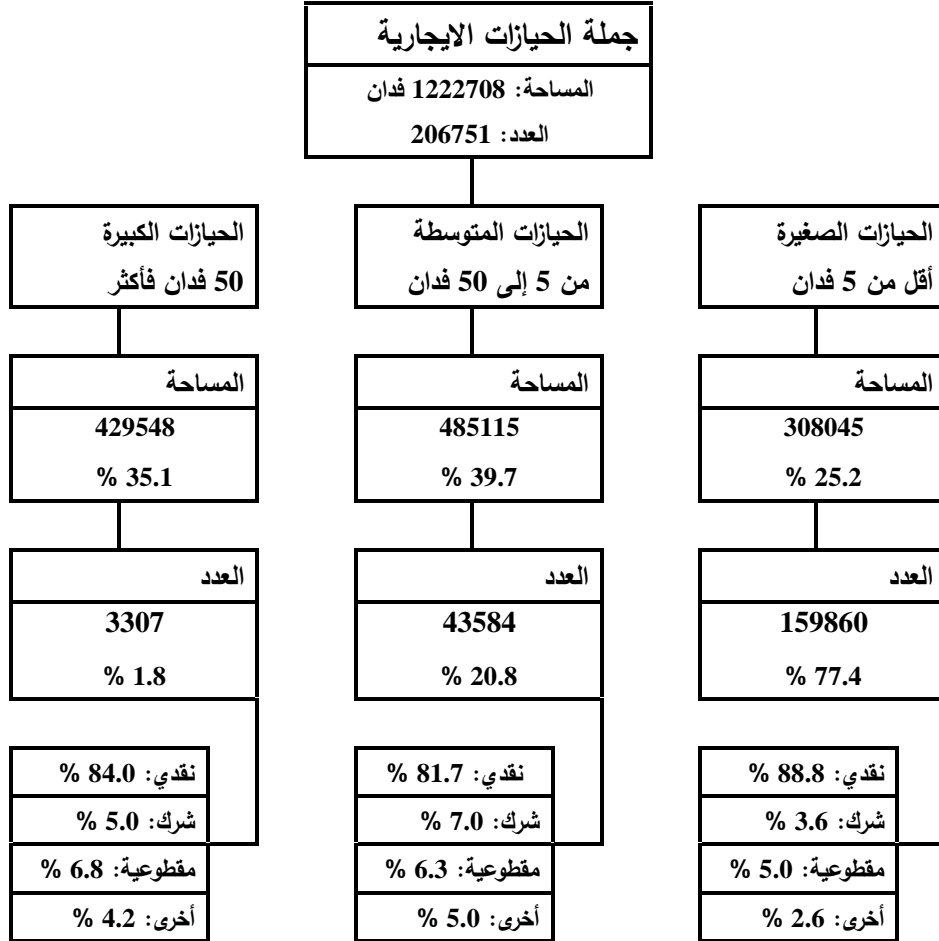 جملة الحيازات الايجارية
المساحة: 1222708 فدان
العدد: 206751
الحيازات الصغيرة
أقل من 5 فدان
المساحة
308045
25.2 %
العدد
159860
77.4 %
نقدي: 88.8 %
شرك: 3.6 %
مقطوعية: 5.0 %
أخرى: 2.6 %
الحيازات المتوسطة
من 5 إلى 50 فدان
المساحة
485115
39.7 %
العدد
43584
20.8 %
نقدي: 81.7 %
شرك: 7.0 %
مقطوعية: 6.3 %
أخرى: 5.0 %
الحيازات الكبيرة
50 فدان فأكثر
المساحة
429548
35.1 %
العدد
3307
1.8 %
نقدي: 84.0 %
شرك: 5.0 %
مقطوعية: 6.8 %
أخرى: 4.2 %